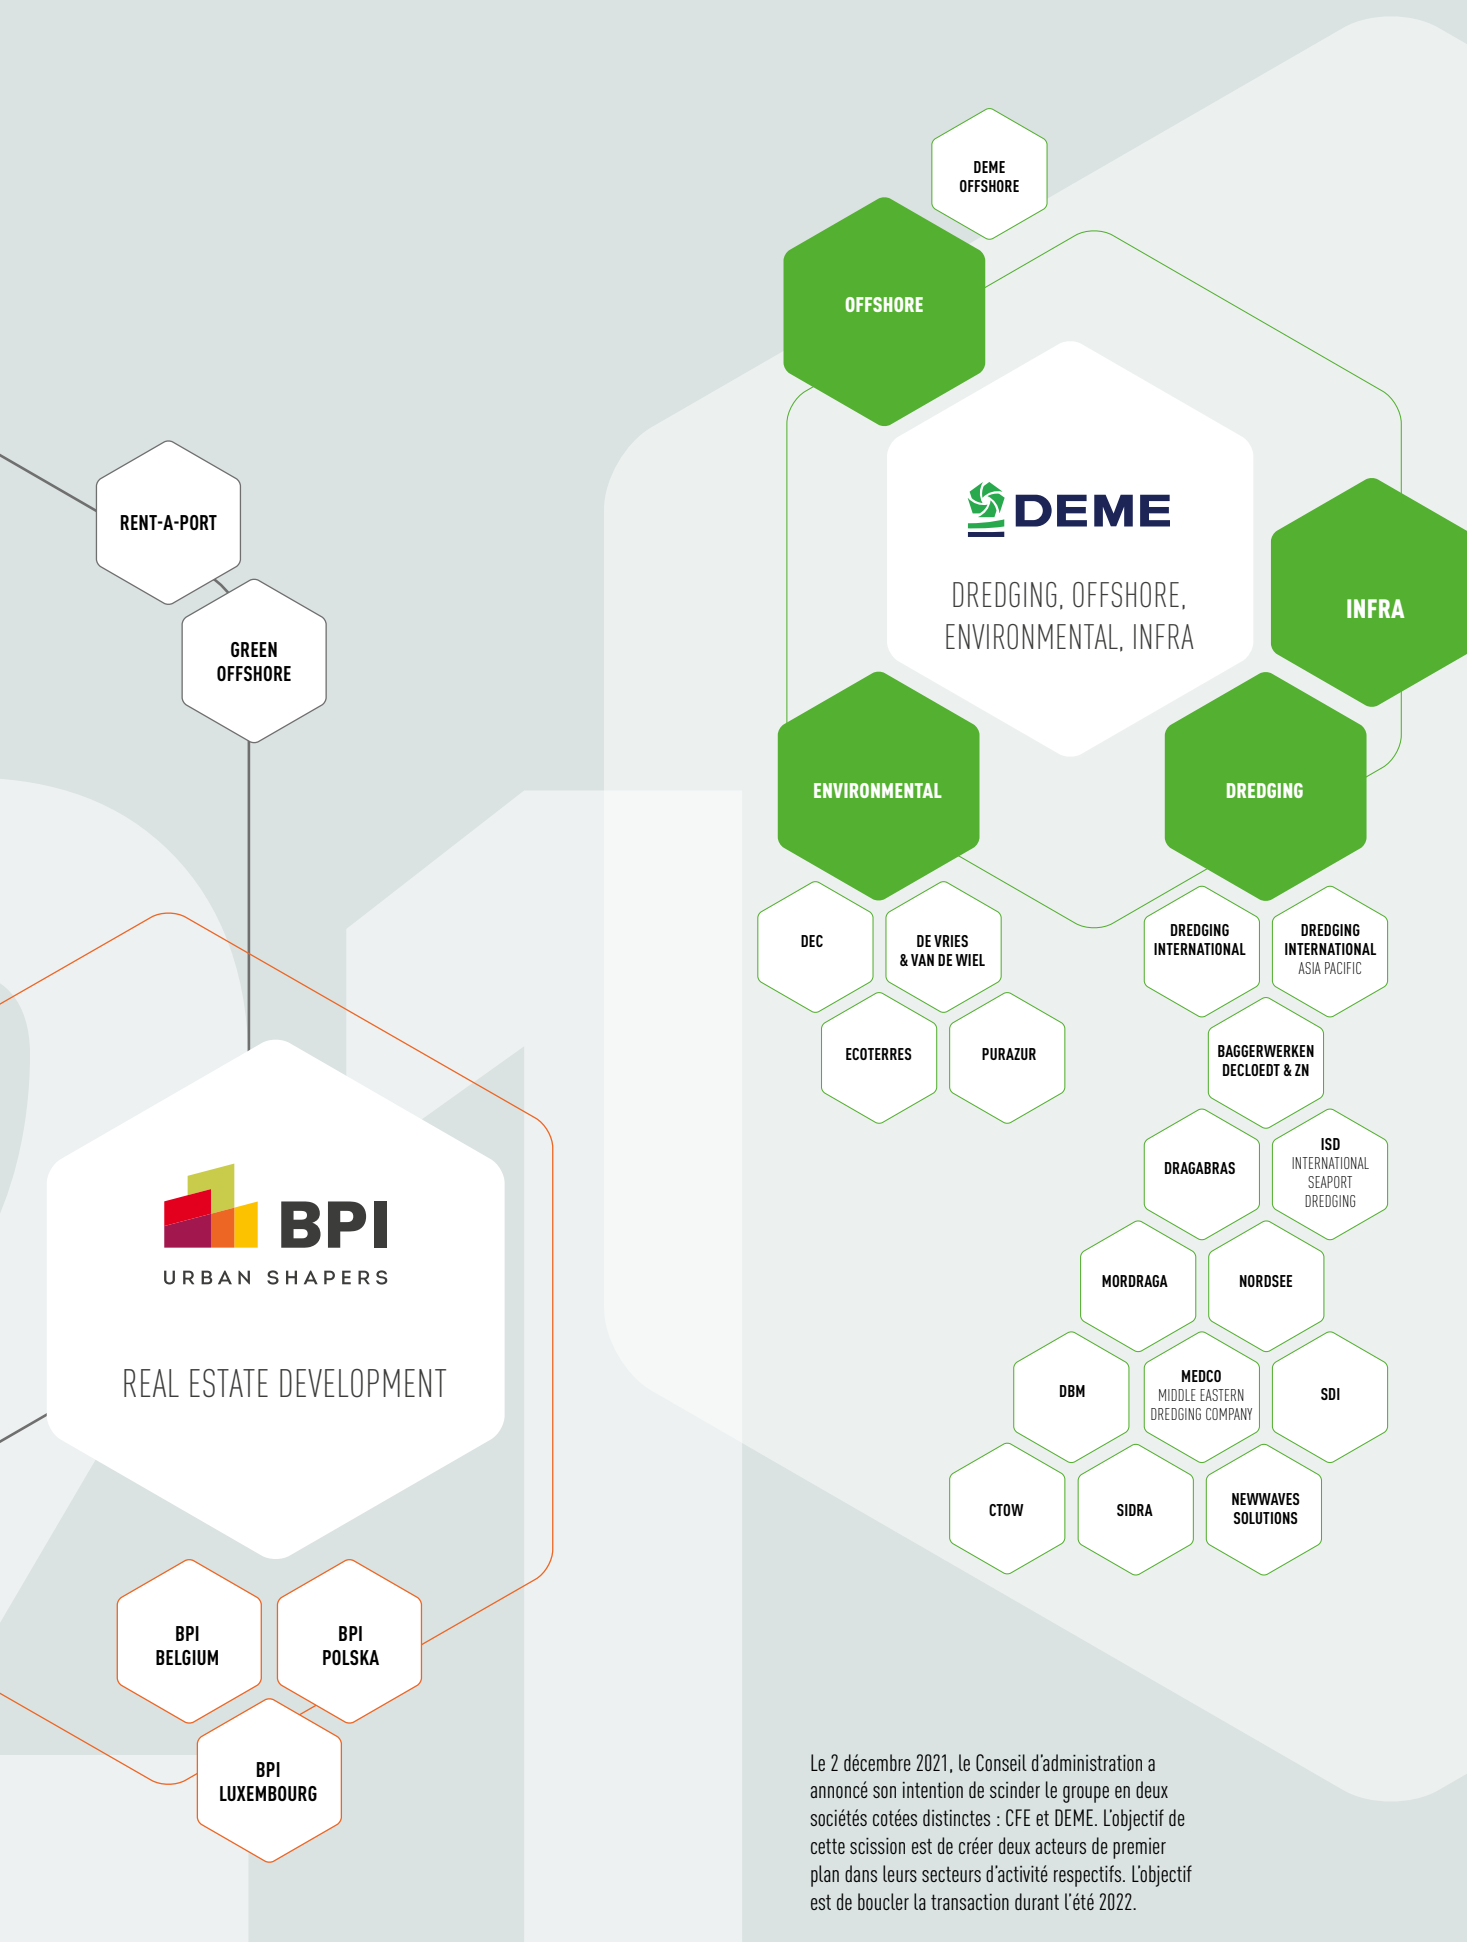 DEME
OFFSHORE
OFFSHORE
DEME
DREDGING, OFFSHORE,
ENVIRONMENTAL, INFRA
INFRA
RENT-A-PORT
GREEN
OFFSHORE
ENVIRONMENTAL
DREDGING
DEC
DE VRIES
& VAN DE WIEL
ECOTERRES
PURAZUR
DREDGING
INTERNATIONAL
DREDGING
INTERNATIONAL
ASIA PACIFIC
BAGGERWERKEN
DECLOEDT & ZN
DRAGABRAS
ISD
INTERNATIONAL
SEAPORT
DREDGING
MORDRAGA
NORDSEE
DBM
MEDCO
MIDDLE EASTERN
DREDGING COMPANY
SDI
CTOW
SIDRA
NEWWAVES
SOLUTIONS
BPI
URBAN SHAPERS
REAL ESTATE DEVELOPMENT
BPI
BELGIUM
BPI
POLSKA
BPI
LUXEMBOURG
Le 2 décembre 2021, le Conseil d'administration a
annoncé son intention de scinder le groupe en deux
sociétés cotées distinctes : CFE et DEME. L'objectif de
cette scission est de créer deux acteurs de premier
plan dans leurs secteurs d'activité respectifs. L'objectif
est de boucler la transaction durant l'été 2022.